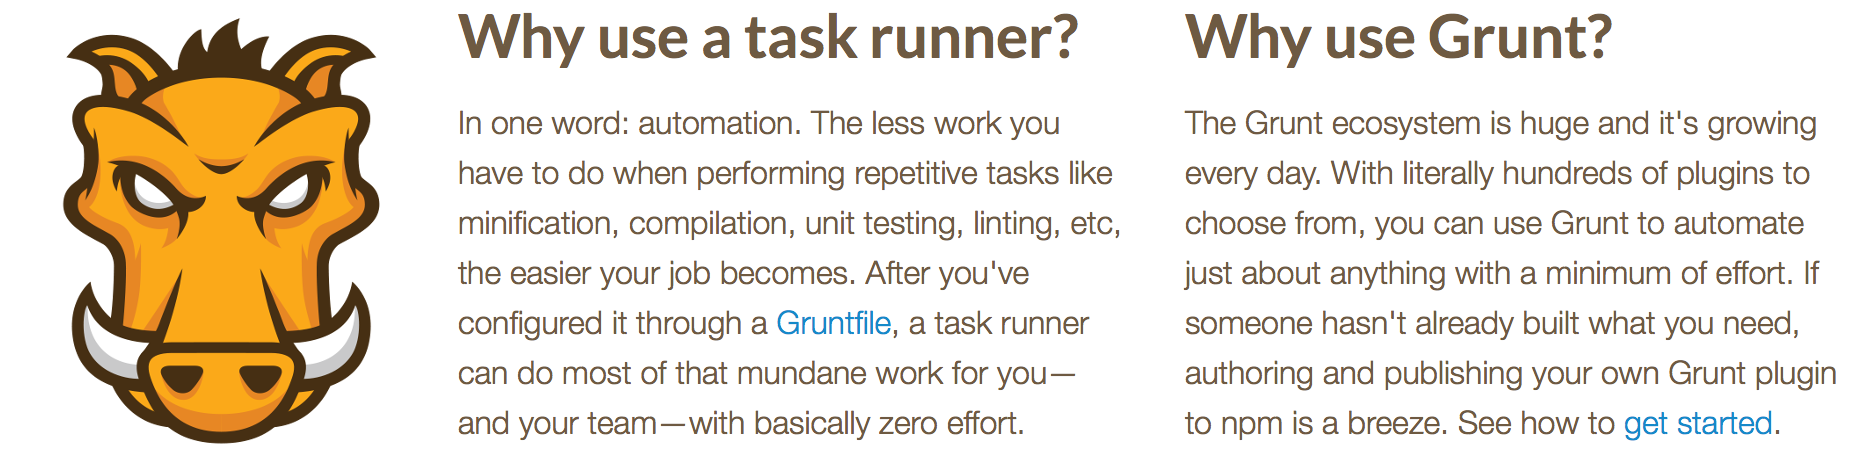 Why use a task runner?
In one word: automation. The less work you
have to do when performing repetitive tasks like
minification, compilation, unit testing, linting, etc,
the easier your job becomes. After you've
configured it through a Gruntfile, a task runner
can do most of that mundane work for you—
and your team—with basically zero effort.
Why use Grunt?
The Grunt ecosystem is huge and it's growing
every day. With literally hundreds of plugins to
choose from, you can use Grunt to automate
just about anything with a minimum of effort. If
someone hasn't already built what you need,
authoring and publishing your own Grunt plugin
to npm is a breeze. See how to get started.